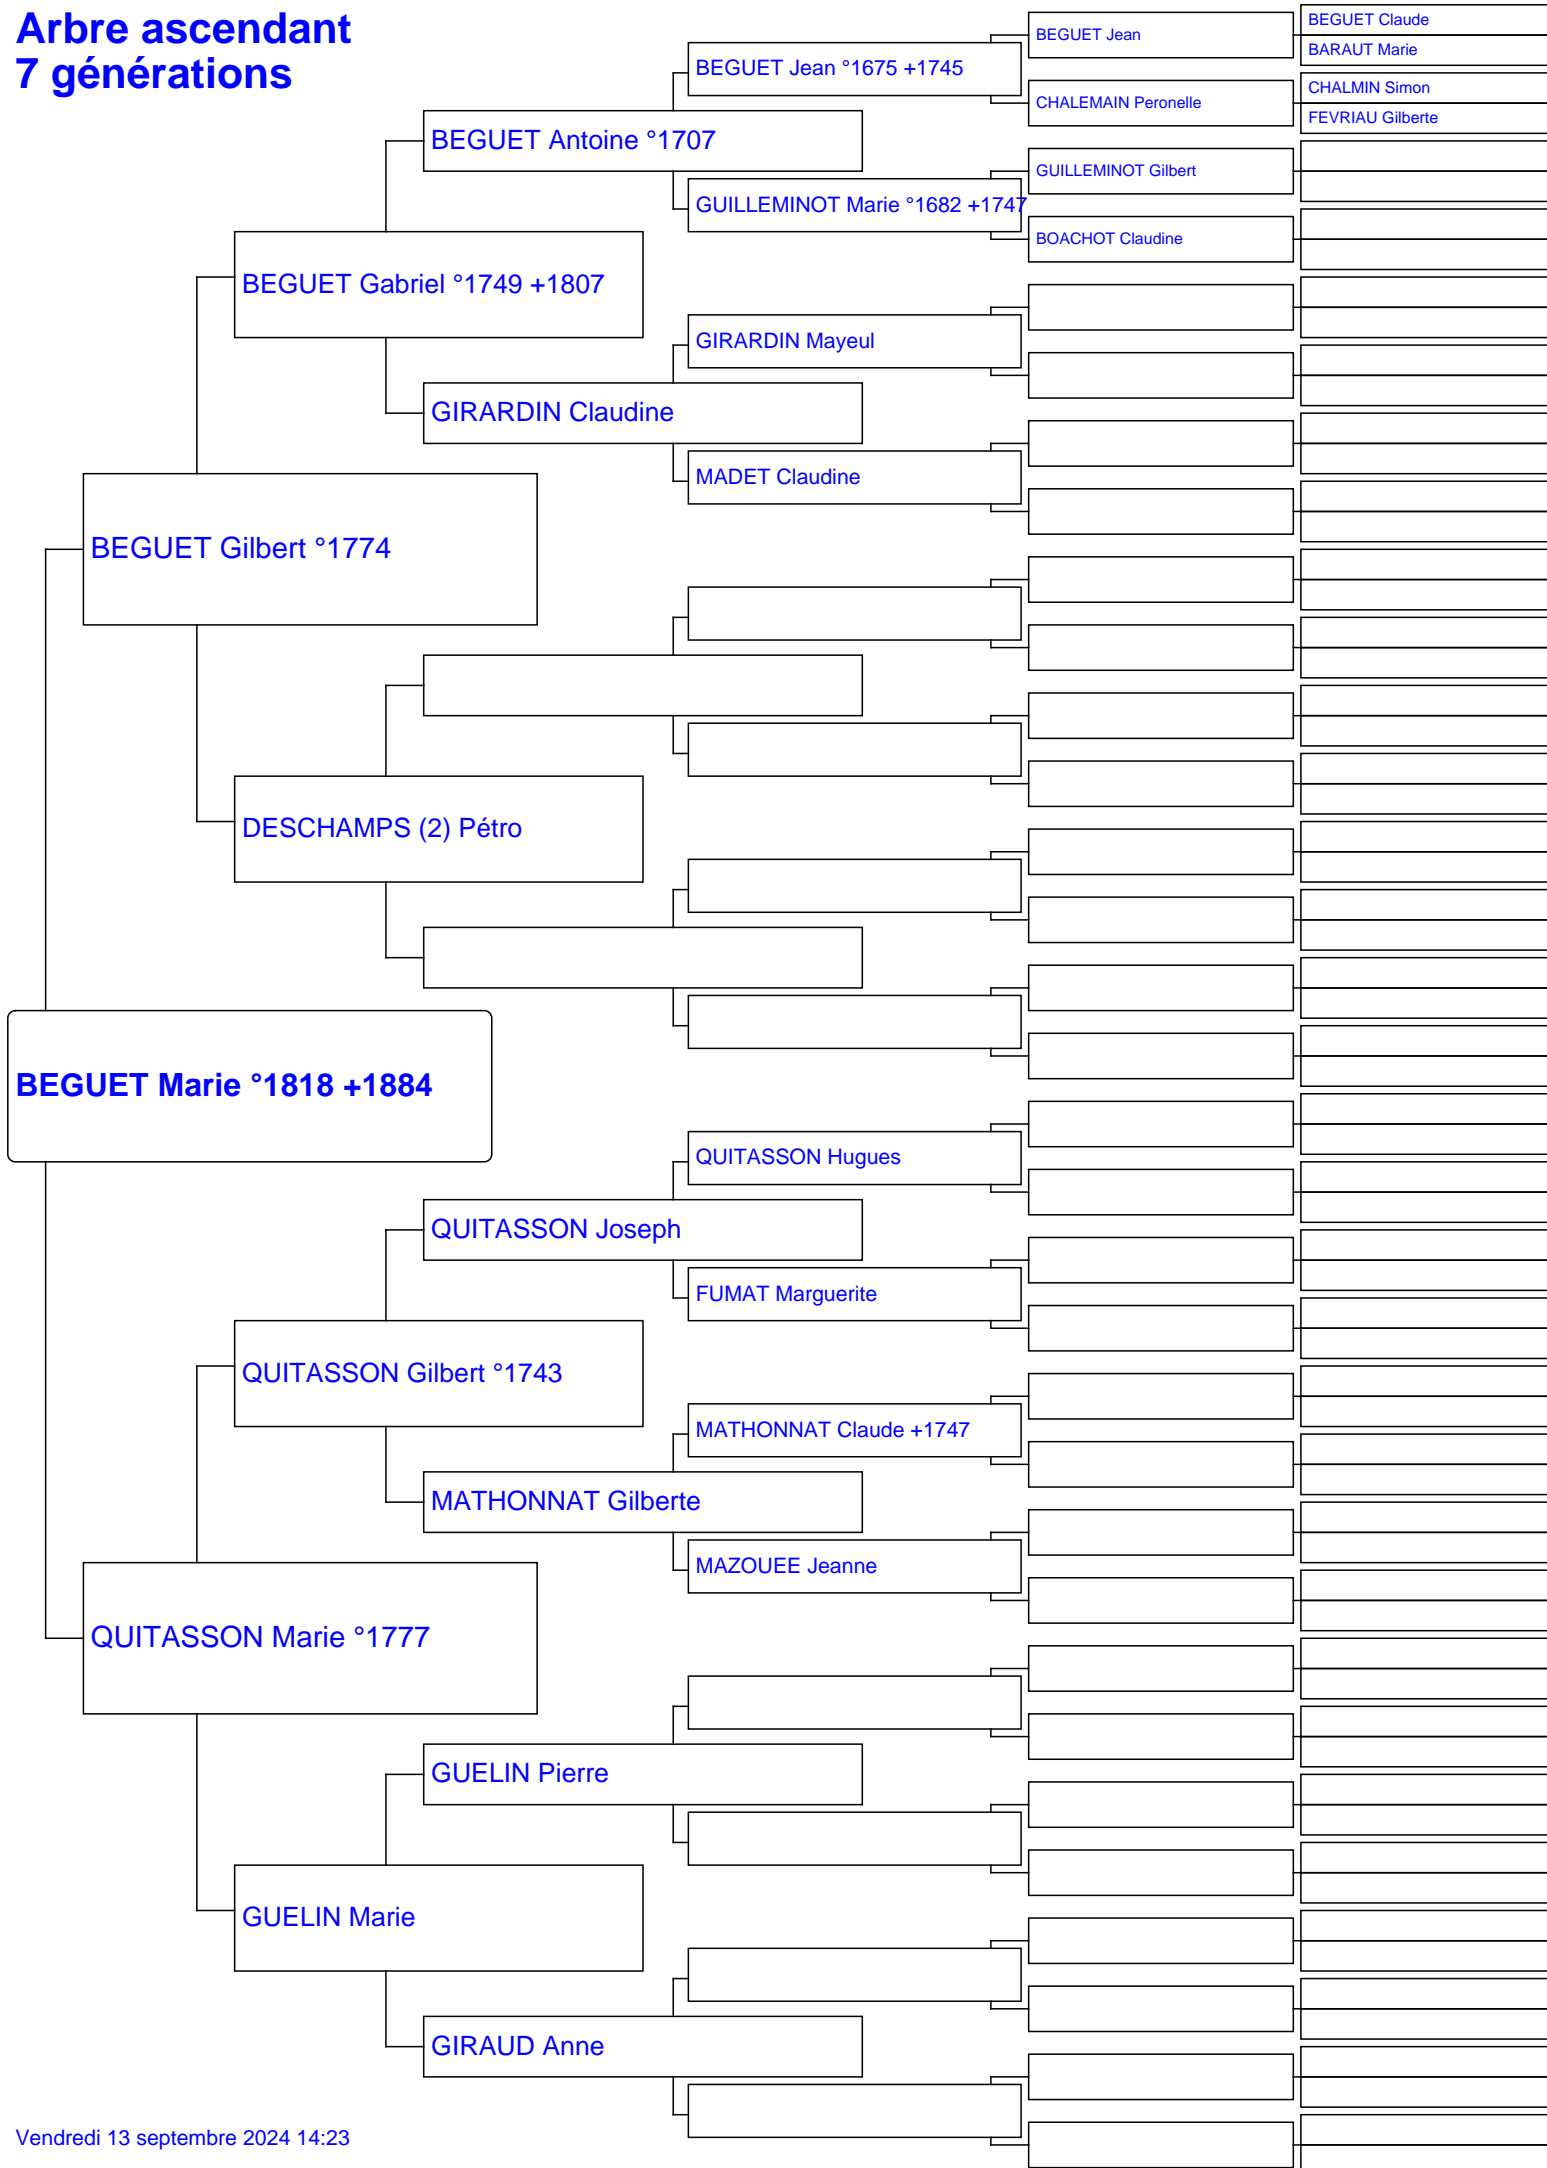 Arbre ascendant
7 générations
BEGUET Claude
BEGUET Jean
BARAUT Marie
BEGUET Jean °1675 +1745
CHALMIN Simon
CHALEMAIN Peronelle
FEVRIAU Gilberte
BEGUET Antoine °1707
GUILLEMINOT Gilbert
GUILLEMINOT Marie °1682 +1747
BOACHOT Claudine
BEGUET Gabriel °1749 +1807
GIRARDIN Mayeul
GIRARDIN Claudine
MADET Claudine
BEGUET Gilbert °1774
DESCHAMPS (2) Pétro
BEGUET Marie °1818 +1884
QUITASSON Hugues
QUITASSON Joseph
FUMAT Marguerite
QUITASSON Gilbert °1743
MATHONNAT Claude +1747
MATHONNAT Gilberte
MAZOUEE Jeanne
QUITASSON Marie °1777
GUELIN Pierre
GUELIN Marie
GIRAUD Anne
Vendredi 13 septembre 2024 14:23